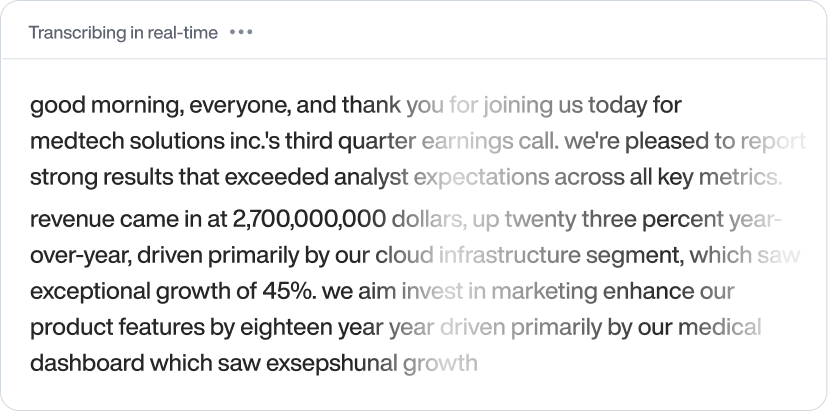 Transcribing in real-time •••
good morning, everyone, and thank you for joining us today for
medtech solutions inc.'s third quarter earnings call. we're pleased to report
strong results that exceeded analyst expectations across all key metrics.
revenue came in at 2,700,000,000 dollars, up twenty three percent year-
over-year, driven primarily by our cloud infrastructure segment, which saw
exceptional growth of 45%. we aim invest in marketing enhance our
product features by eighteen year year driven primarily by our medical
dashboard which saw exsepshunal growth